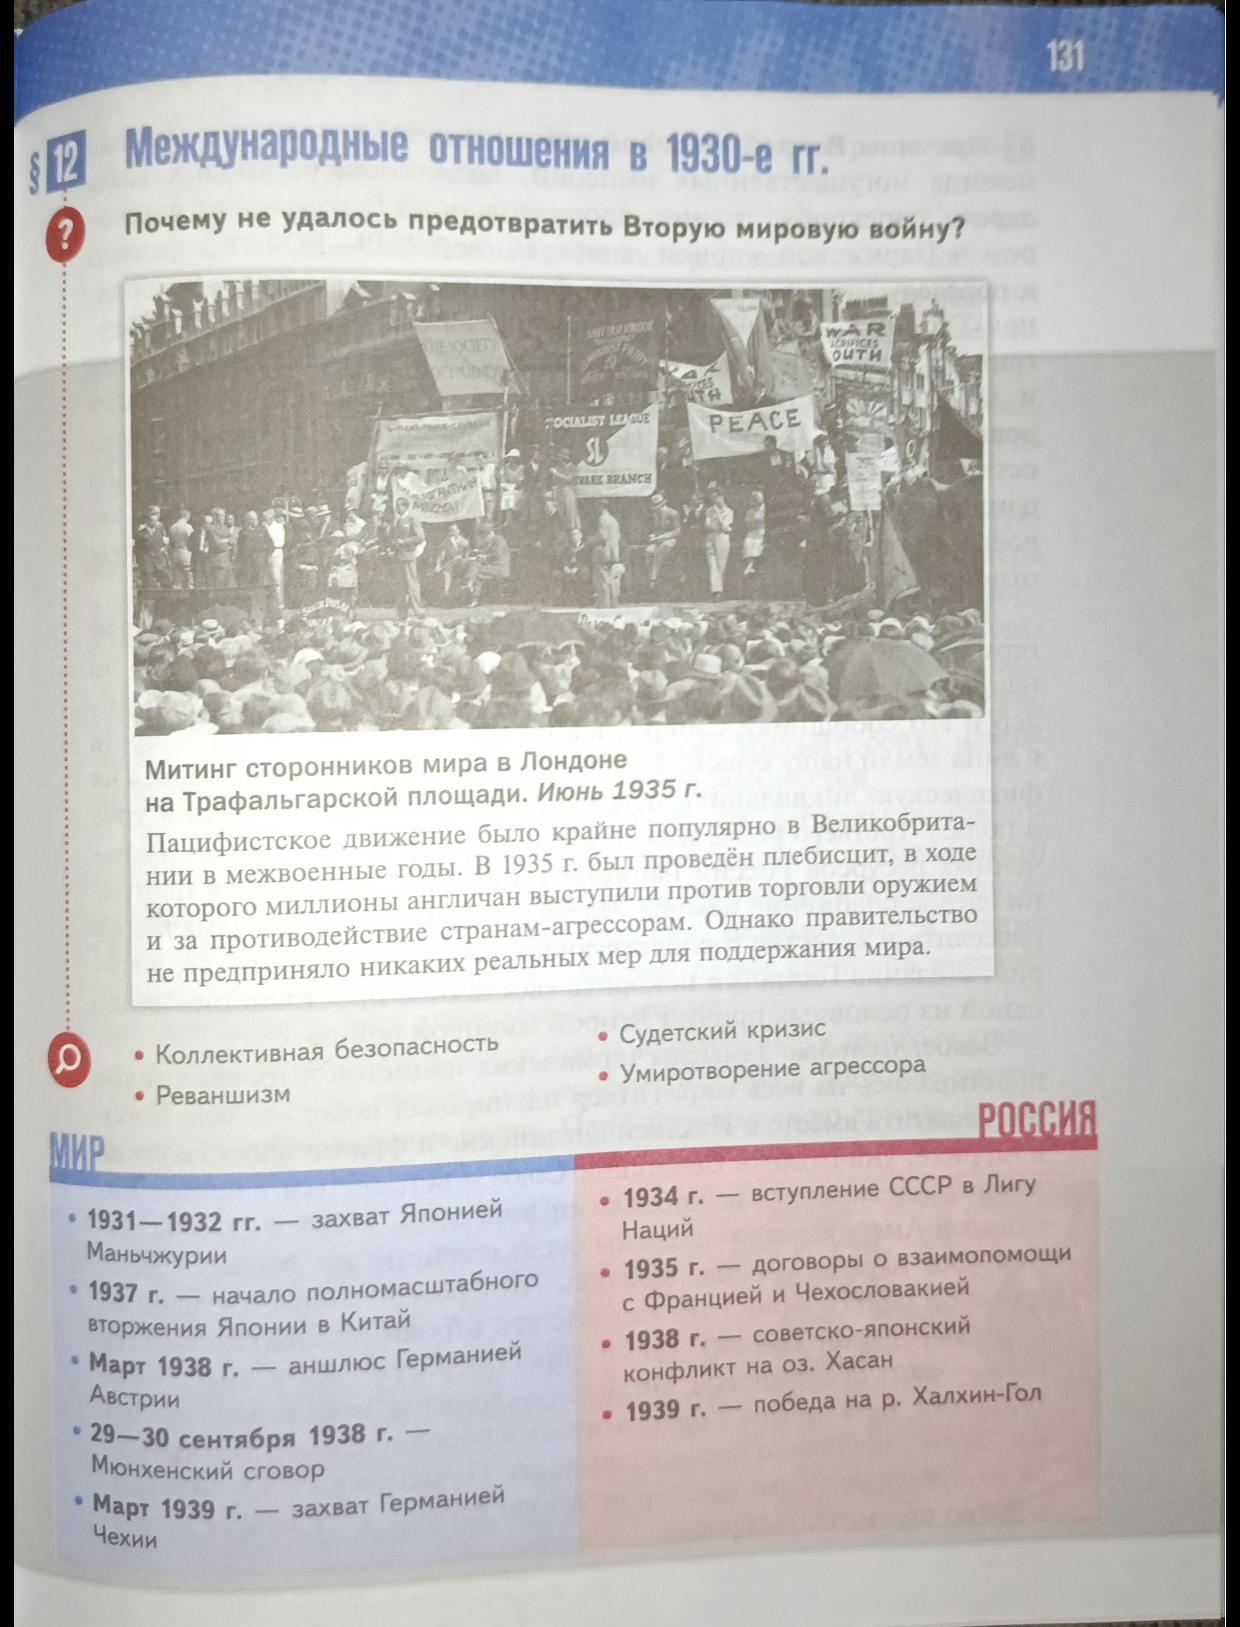 131
§ 12
Международные отношения в 1930-е гг.
?
Почему не удалось предотвратить Вторую мировую войну?
WAR
OUTH
PEACE
SOCIALIST LEAGUE
SL
ARK BRANCH
Митинг сторонников мира в Лондоне
на Трафальгарской площади. Июнь 1935 г.
Пацифистское движение было крайне популярно в Великобрита-
нии в межвоенные годы. В 1935 г. был проведён плебисцит, в ходе
которого миллионы англичан выступили против торговли оружием
и за противодействие странам-агрессорам. Однако правительство
не предприняло никаких реальных мер для поддержания мира.
• Коллективная безопасность
• Реваншизм
• Судетский кризис
• Умиротворение агрессора
МИР
• 1931—1932 гг. — захват Японией
Маньчжурии
• 1937 г. — начало полномасштабного
вторжения Японии в Китай
• Март 1938 г. — аншлюс Германией
Австрии
• 29—30 сентября 1938 г. —
Мюнхенский сговор
• Март 1939 г. — захват Германией
Чехии
РОССИЯ
• 1934 г. — вступление СССР в Лигу
Наций
• 1935 г. — договоры о взаимопомощи
с Францией и Чехословакией
• 1938 г. — советско-японский
конфликт на оз. Хасан
• 1939 г. — победа на р. Халхин-Гол